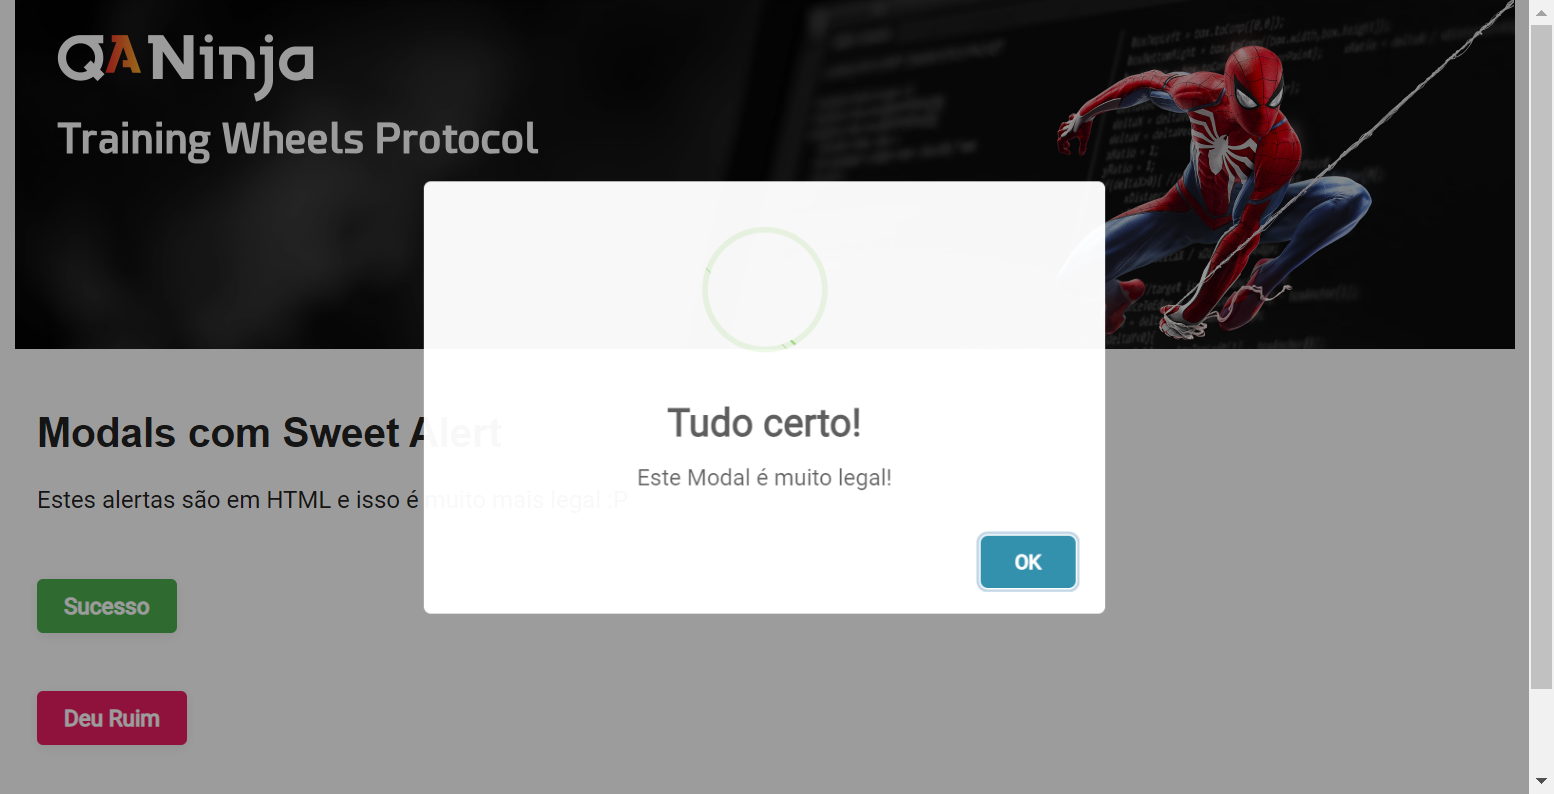 QANinja
Training Wheels Protocol
Tudo certo!
Este Modal é muito legal!
OK
Modals com Sweet Alert
Estes alertas são em HTML e isso é muito mais legal :P
Sucesso
Deu Ruim